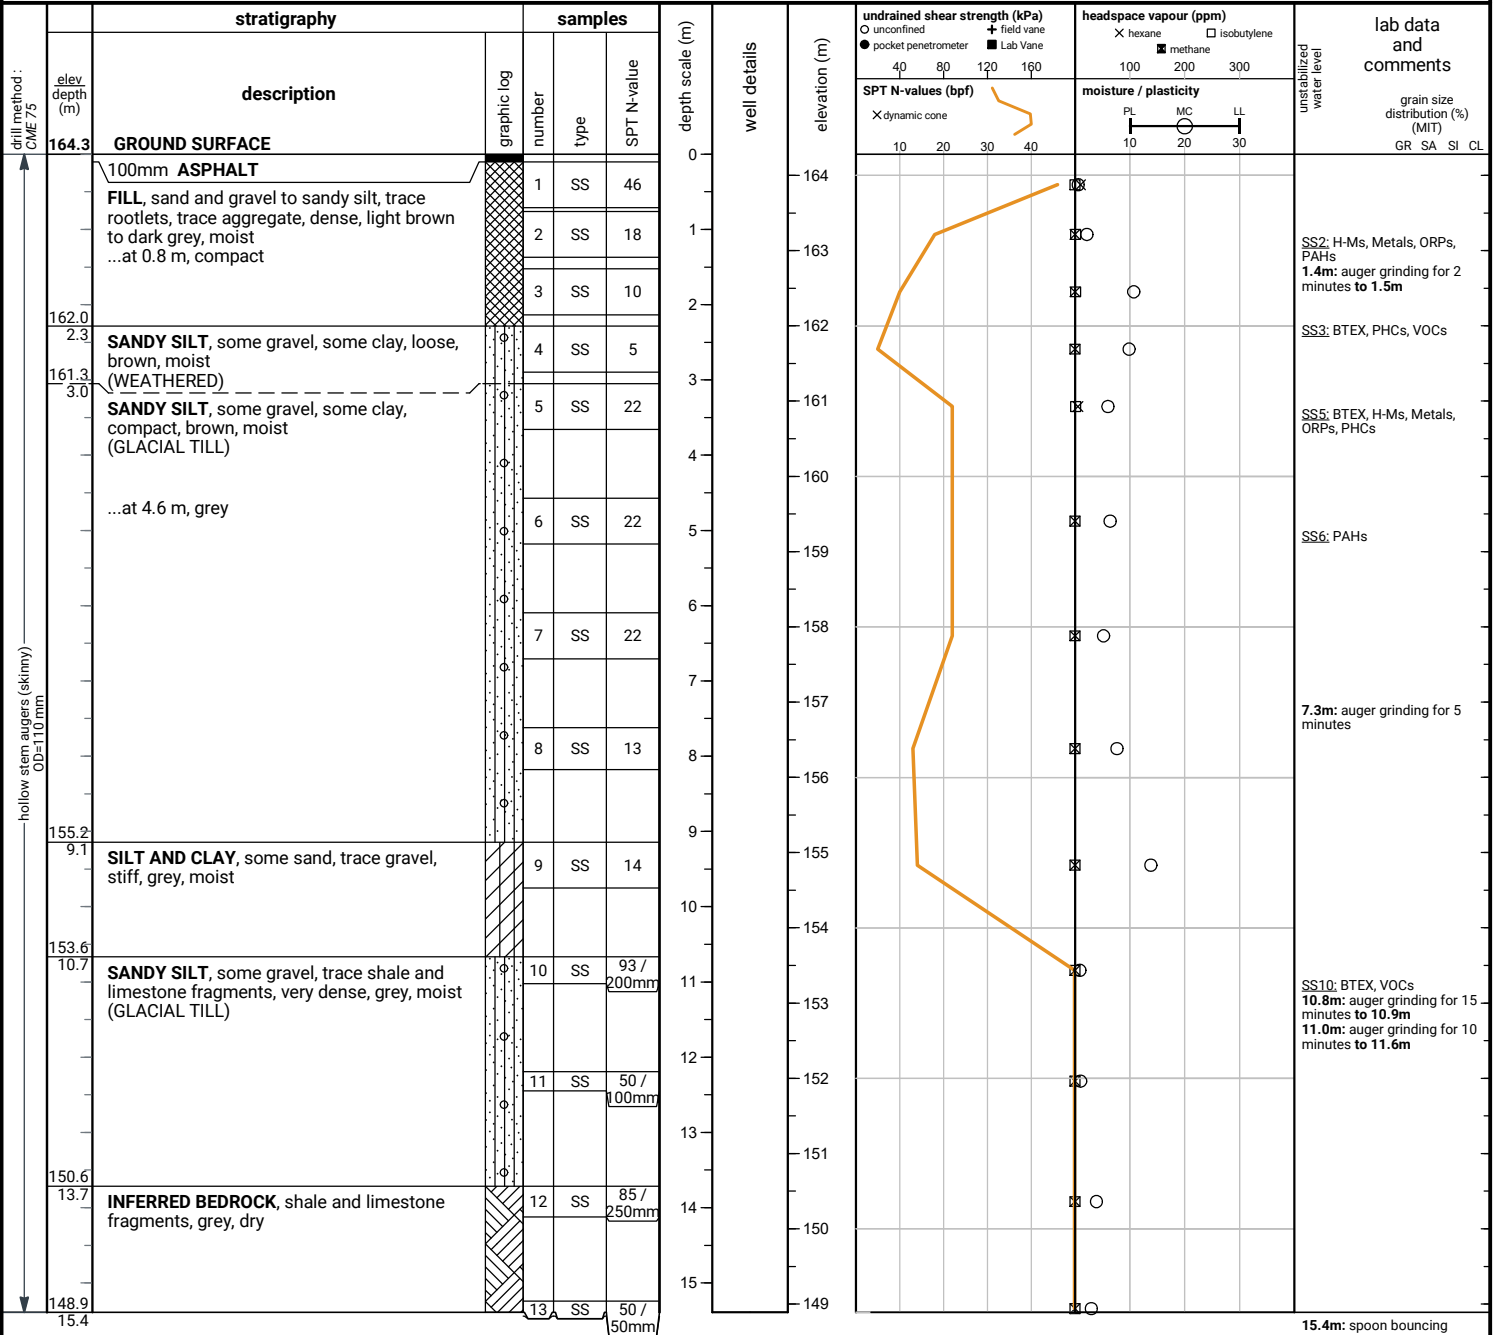 stratigraphy
samples
drill method :
CME 75
elev
depth
(m)
description
graphic log
number
type
SPT N-value
depth scale (m)
well details
elevation (m)
undrained shear strength (kPa)
unconfined
field vane
pocket penetrometer
Lab Vane
40 80 120 160
SPT N-values (bpf)
dynamic cone
10 20 30 40
headspace vapour (ppm)
hexane
isobutylene
methane
100 200 300
moisture / plasticity
PL MC LL
10 20 30
unstabilized
water level
lab data
and
comments
grain size
distribution (%)
(MIT)
GR SA SI CL
164.3 GROUND SURFACE
100mm ASPHALT
FILL, sand and gravel to sandy silt, trace
rootlets, trace aggregate, dense, light brown
to dark grey, moist
...at 0.8 m, compact
162.0
2.3
SANDY SILT, some gravel, some clay, loose,
brown, moist
(WEATHERED)
161.3
3.0
SANDY SILT, some gravel, some clay,
compact, brown, moist
(GLACIAL TILL)
...at 4.6 m, grey
155.2
9.1
SILT AND CLAY, some sand, trace gravel,
stiff, grey, moist
153.6
10.7
SANDY SILT, some gravel, trace shale and
limestone fragments, very dense, grey, moist
(GLACIAL TILL)
150.6
13.7
INFERRED BEDROCK, shale and limestone
fragments, grey, dry
148.9
15.4
hollow stem augers (skinny)
OD=110 mm
1 SS 46
2 SS 18
3 SS 10
4 SS 5
5 SS 22
6 SS 22
7 SS 22
8 SS 13
9 SS 14
10 SS 93 /
200mm
11 SS 50 /
100mm
12 SS 85 /
250mm
13 SS 50 /
50mm
0
1
2
3
4
5
6
7
8
9
10
11
12
13
14
15
164
163
162
161
160
159
158
157
156
155
154
153
152
151
150
149
SS2: H-Ms, Metals, ORPs,
PAHs
1.4m: auger grinding for 2
minutes to 1.5m
SS3: BTEX, PHCs, VOCs
SS5: BTEX, H-Ms, Metals,
ORPs, PHCs
SS6: PAHs
7.3m: auger grinding for 5
minutes
SS10: BTEX, VOCs
10.8m: auger grinding for 15
minutes to 10.9m
11.0m: auger grinding for 10
minutes to 11.6m
15.4m: spoon bouncing